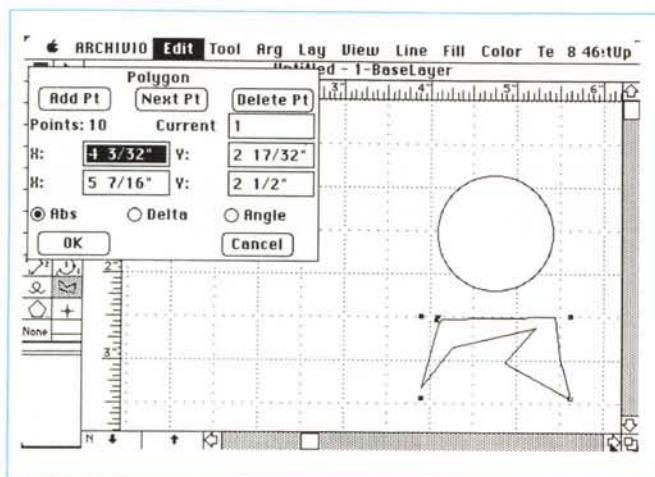 ARCHIVIO Edit Tool Arg Lay View Line Fill Color Te 8 46:tUp
Untitled - 1-BaseLayer
Polygon
Add Pt Next Pt Delete Pt
Points: 10 Current 1
X: 4 3/32" Y: 2 17/32"
X: 5 7/16" Y: 2 1/2"
Abs Delta Angle
OK Cancel
3" 4" 5" 6"
2"
None
3"
N